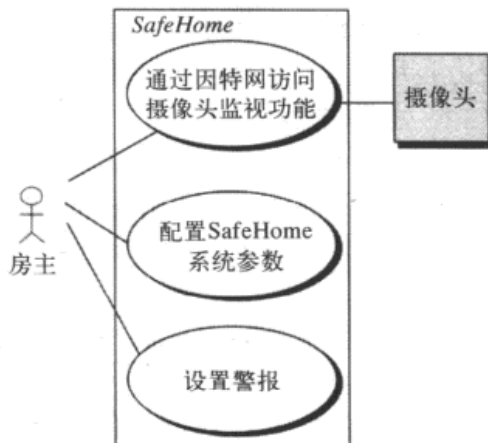 SafeHome
通过因特网访问
摄像头监视功能
摄像头
房主
配置SafeHome
系统参数
设置警报